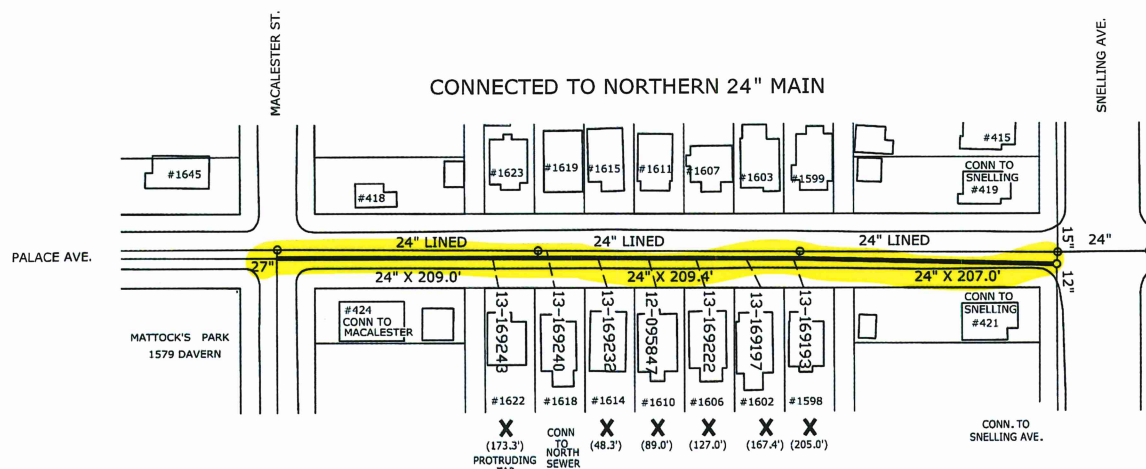 MACALESTER ST.
SNELLING AVE.
CONNECTED TO NORTHERN 24" MAIN
#1645
#418
#1623
#1619
#1615
#1611
#1607
#1603
#1599
#415
CONN TO
SNELLING
#419
PALACE AVE.
24" LINED
24" LINED
24" LINED
15"
24"
27"
24" X 209.0'
24" X 209.4'
24" X 207.0'
12"
MATTOCK'S PARK
1579 DAVERN
#424
CONN TO
MACALESTER
13-169243
13-169240
13-169232
12-095847
13-169222
13-169197
13-169193
CONN TO
SNELLING
#421
#1622
#1618
#1614
#1610
#1606
#1602
#1598
X
(173.3')
PROTRUDING
CONN
TO
NORTH
SEWER
X
(48.3')
X
(89.0')
X
(127.0')
X
(167.4')
X
(205.0')
CONN. TO
SNELLING AVE.